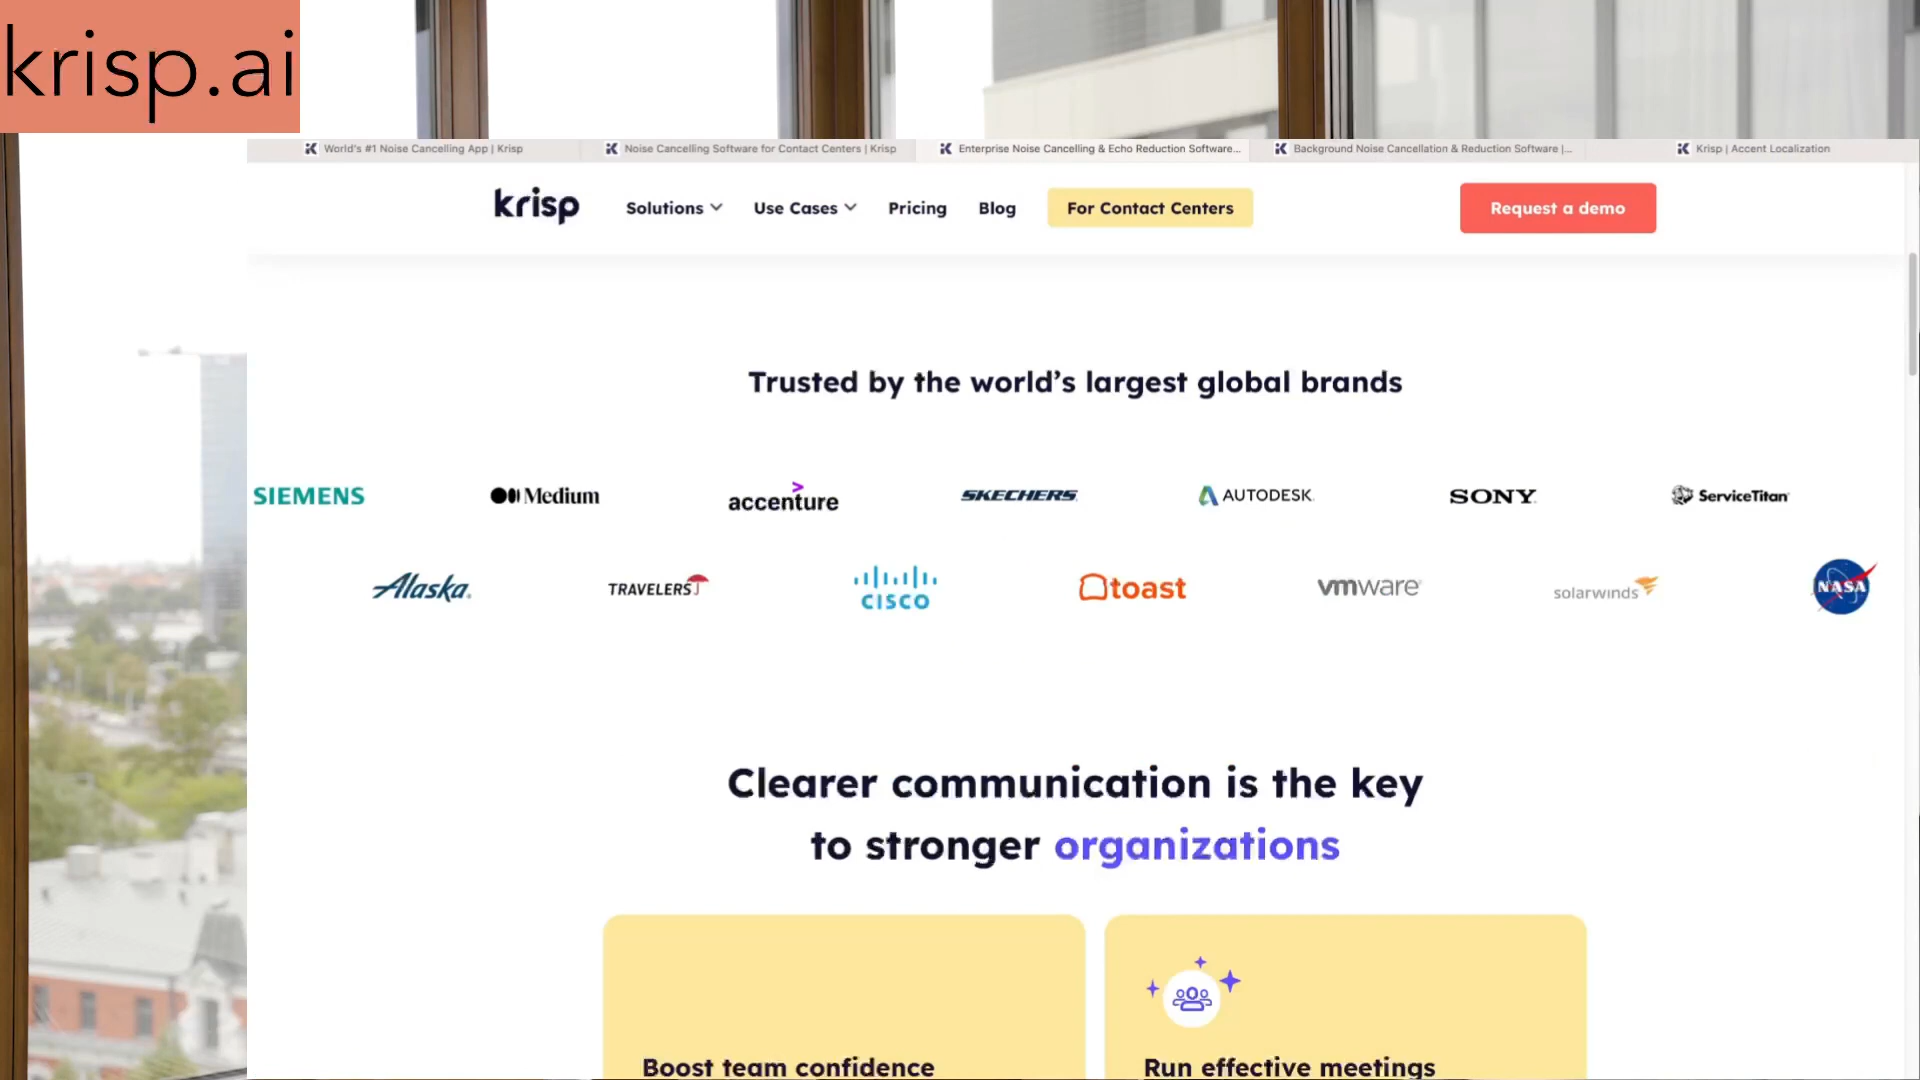 krisp.ai
World's #1 Noise Cancelling App | Krisp
Noise Cancelling Software for Contact Centers | Krisp
Enterprise Noise Cancelling & Echo Reduction Software...
Background Noise Cancellation & Reduction Software |...
Krisp | Accent Localization
krisp
Solutions
Use Cases
Pricing
Blog
For Contact Centers
Request a demo
Trusted by the world's largest global brands
SIEMENS
Medium
accenture
SKECHERS
AUTODESK
SONY
ServiceTitan
Alaska
TRAVELERS
CISCO
toast
vmware
solarwinds
NASA
Clearer communication is the key
to stronger organizations
Boost team confidence
Run effective meetings